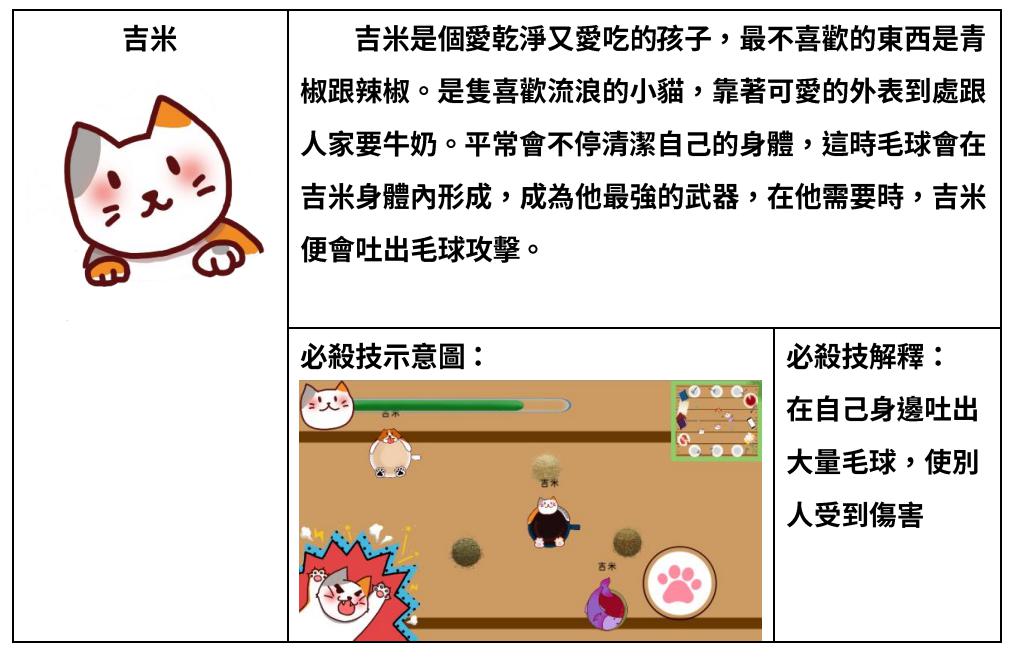 吉米
吉米是個愛乾淨又愛吃的孩子，最不喜歡的東西是青
椒跟辣椒。是隻喜歡流浪的小貓，靠著可愛的外表到處跟
人家要牛奶。平常會不停清潔自己的身體，這時毛球會在
吉米身體內形成，成為他最強的武器，在他需要時，吉米
便會吐出毛球攻擊。
必殺技示意圖：
吉米
吉米
吉米
必殺技解釋：
在自己身邊吐出
大量毛球，使別
人受到傷害